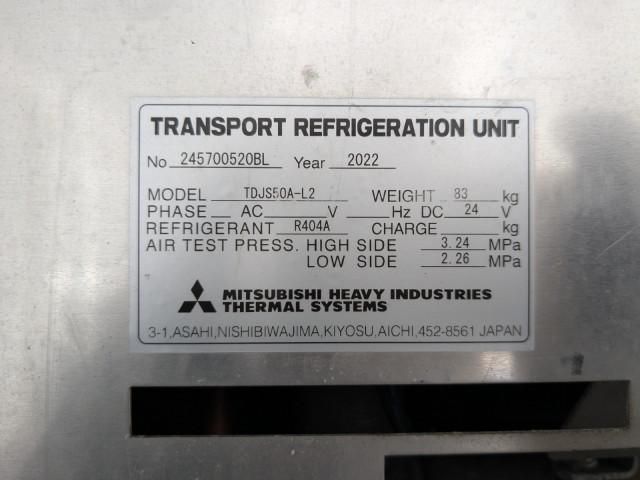 TRANSPORT REFRIGERATION UNIT
No 245700520BL Year 2022
MODEL TDJS50A-L2 WEIGHT 83 kg
PHASE AC V Hz DC 24 V
REFRIGERANT R404A CHARGE kg
AIR TEST PRESS. HIGH SIDE 3.24 MPa
LOW SIDE 2.26 MPa
MITSUBISHI HEAVY INDUSTRIES
THERMAL SYSTEMS
3-1,ASAHI,NISHIBIWAJIMA,KIYOSU,AICHI,452-8561 JAPAN